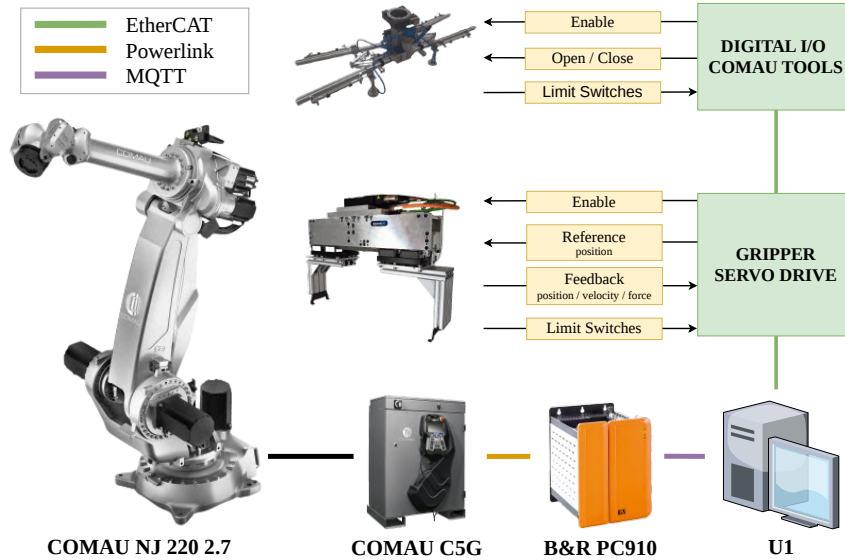 EtherCAT
Powerlink
MQTT
Enable
Open / Close
Limit Switches
DIGITAL I/O
COMAU TOOLS
COMAU
Enable
Reference
position
Feedback
position / velocity / force
Limit Switches
GRIPPER
SERVO DRIVE
COMAU NJ 220 2.7
COMAU C5G
B&R PC910
U1